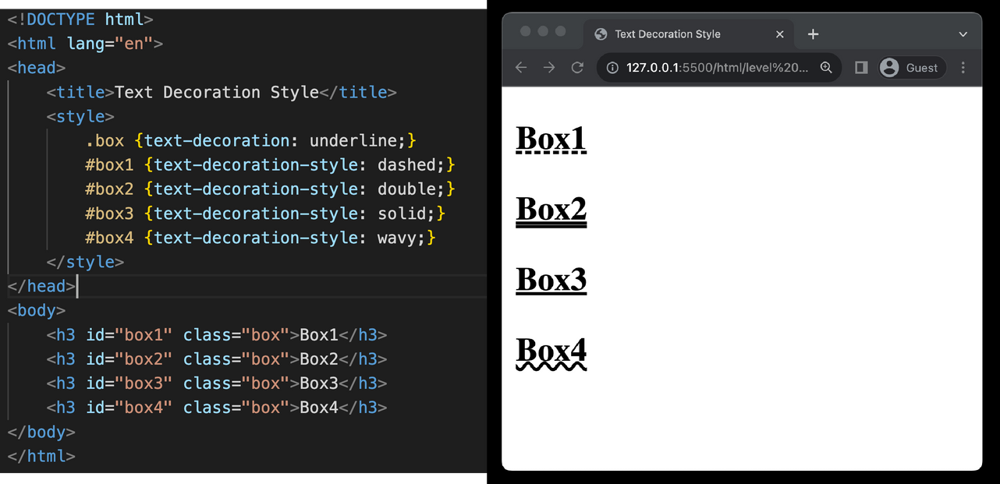 <!DOCTYPE html>
<html lang="en">
<head>
    <title>Text Decoration Style</title>
    <style>
        .box {text-decoration: underline;}
        #box1 {text-decoration-style: dashed;}
        #box2 {text-decoration-style: double;}
        #box3 {text-decoration-style: solid;}
        #box4 {text-decoration-style: wavy;}
    </style>
</head>
<body>
    <h3 id="box1" class="box">Box1</h3>
    <h3 id="box2" class="box">Box2</h3>
    <h3 id="box3" class="box">Box3</h3>
    <h3 id="box4" class="box">Box4</h3>
</body>
</html>
Text Decoration Style
127.0.0.1:5500/html/level%20... Guest
Box1
Box2
Box3
Box4